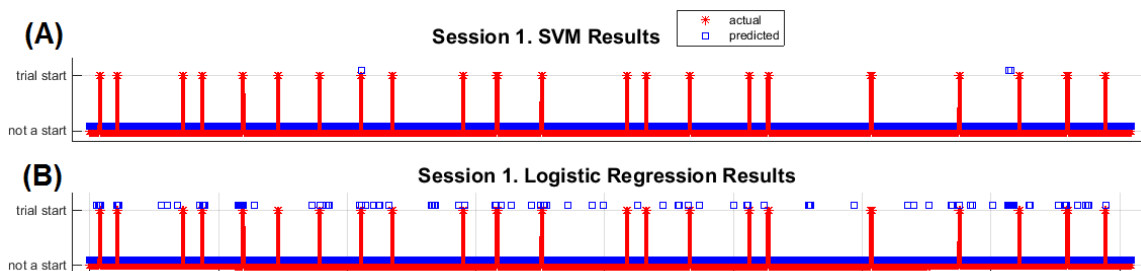 (A)
Session 1. SVM Results
actual
predicted
trial start
not a start
(B)
Session 1. Logistic Regression Results
trial start
not a start